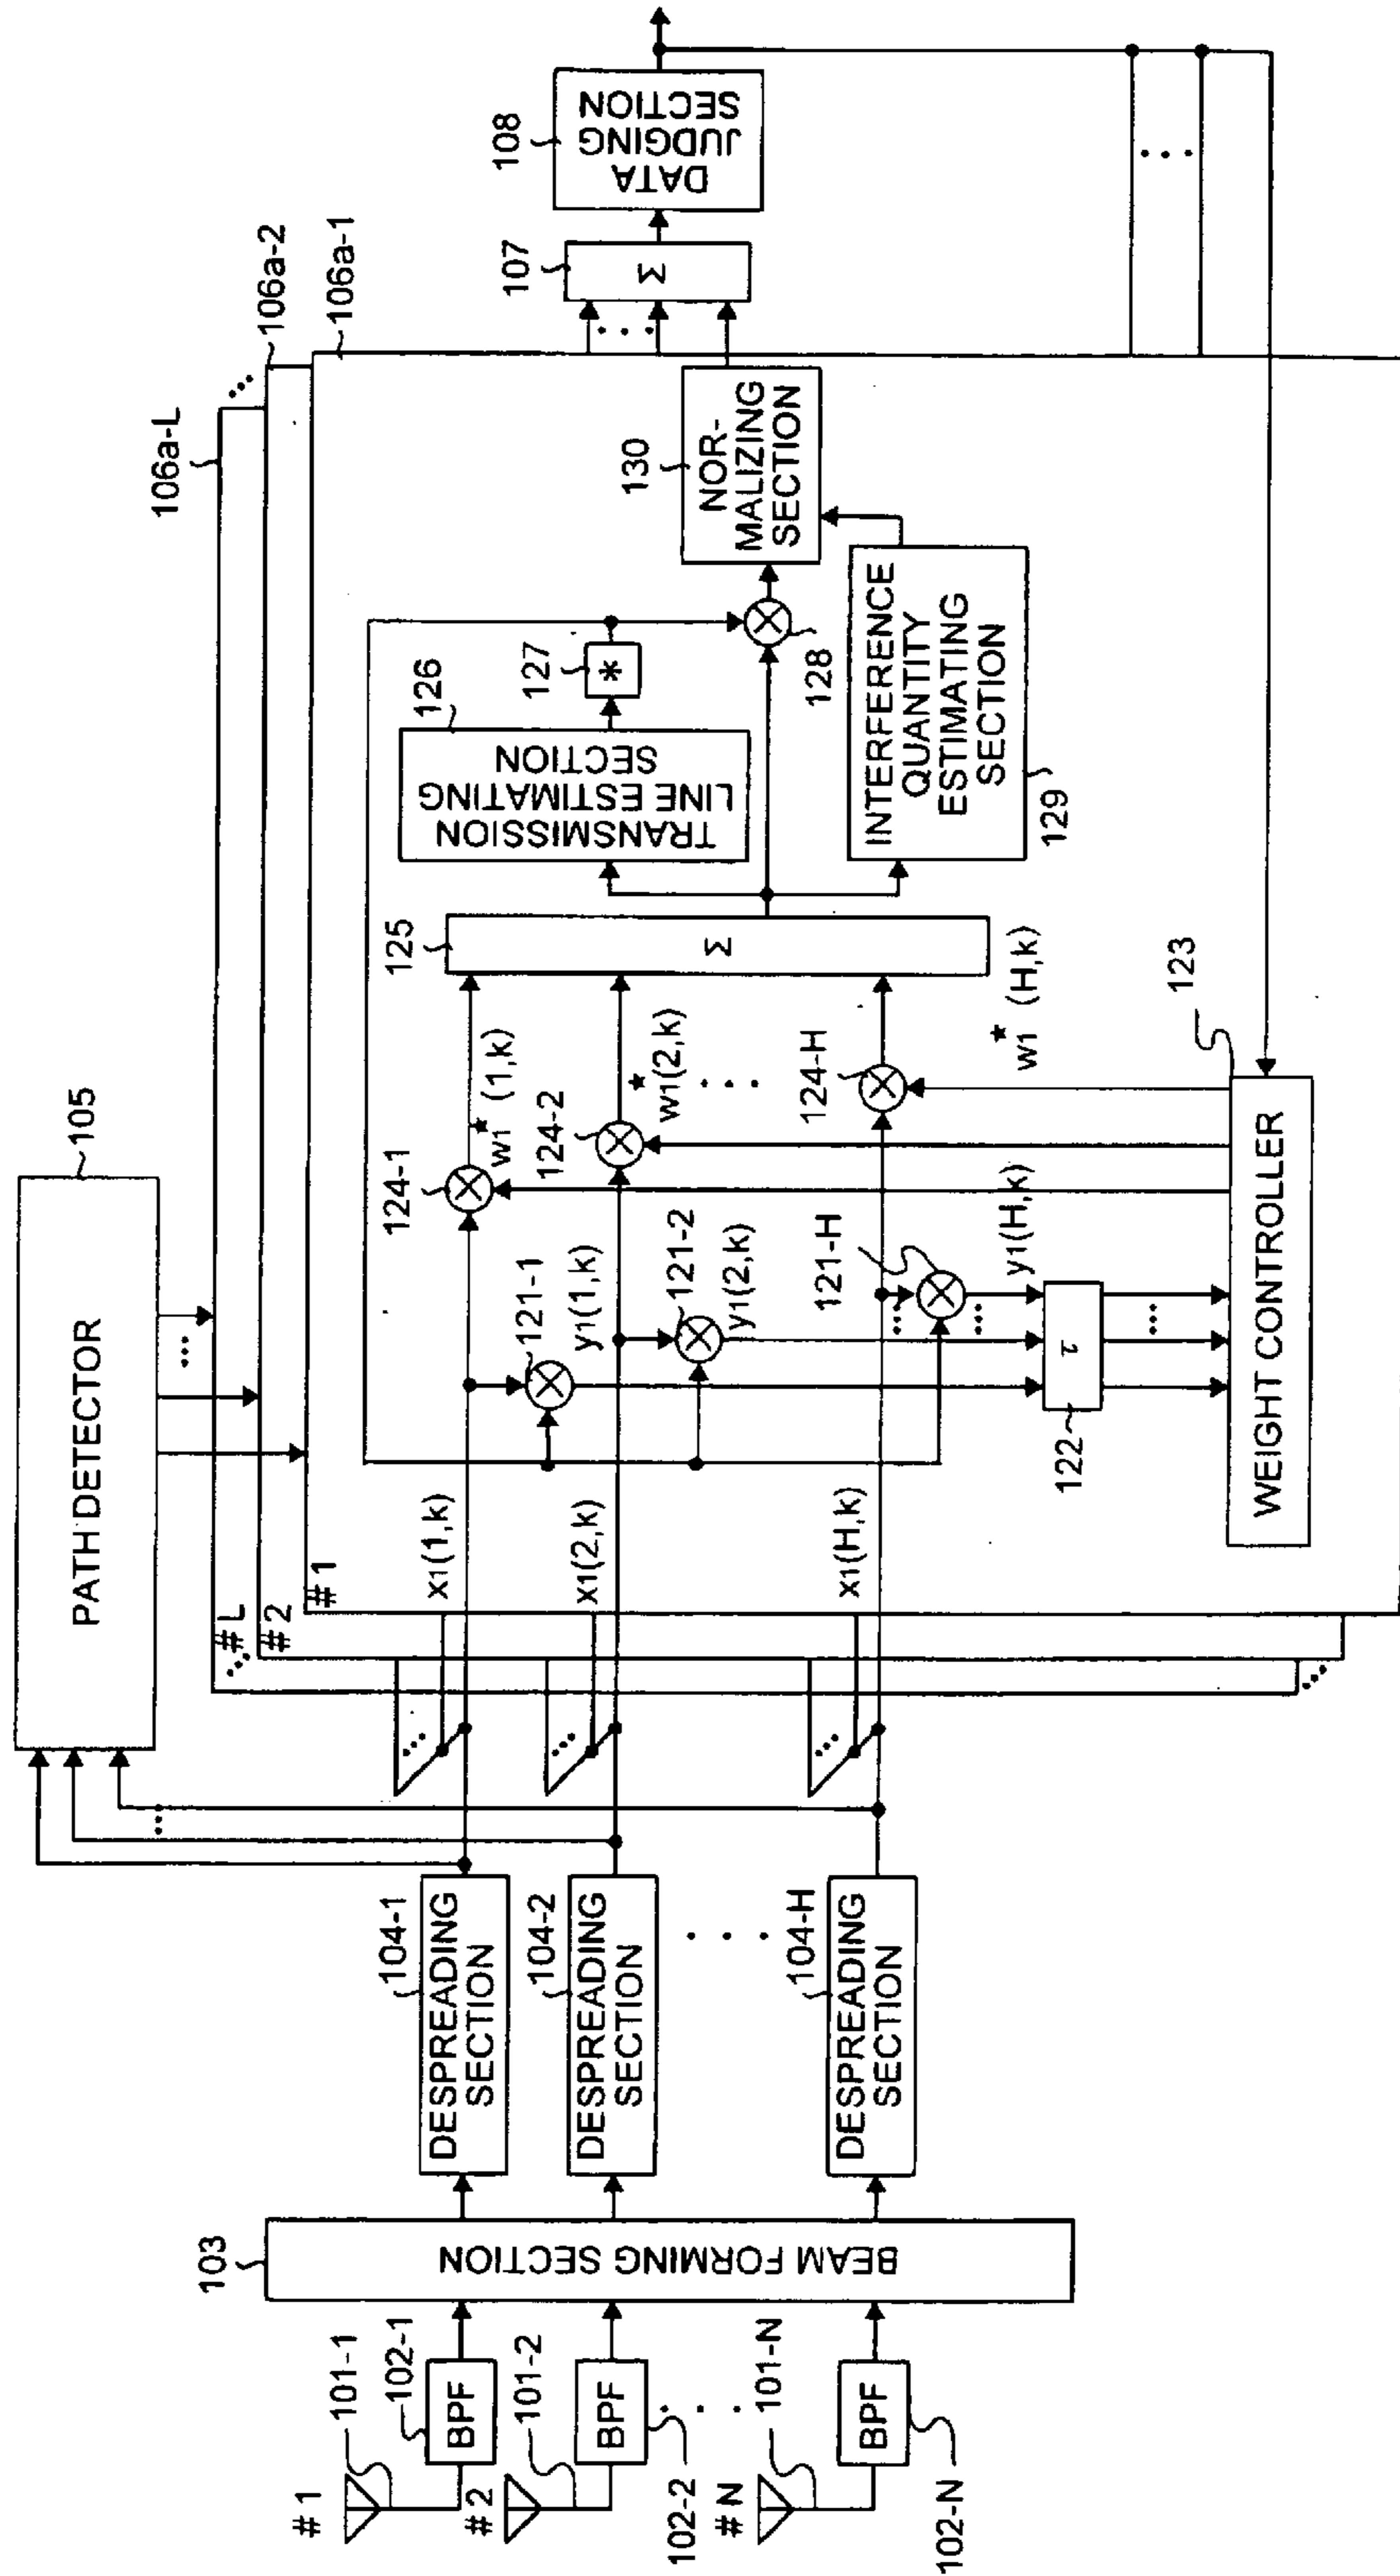 #1
101-1
102-1
BPF
#2
101-2
BPF
102-2
#N
101-N
BPF
102-N
103
BEAM FORMING SECTION
104-1
DESPREADING
SECTION
104-2
DESPREADING
SECTION
104-H
DESPREADING
SECTION
PATH DETECTOR
105
#L
#2
#1
106a-L
106a-2
106a-1
x1(1,k)
x1(2,k)
x1(H,k)
121-1
y1(1,k)
121-2
y1(2,k)
121-H
y1(H,k)
τ
122
WEIGHT CONTROLLER
123
124-1
w1* (1,k)
124-2
w1*(2,k)
124-H
w1* (H,k)
125
Σ
126
TRANSMISSION
LINE ESTIMATING
SECTION
127
*
128
INTERFERENCE
QUANTITY
ESTIMATING
SECTION
129
130
NOR-
MALIZING
SECTION
107
Σ
108
DATA
JUDGING
SECTION